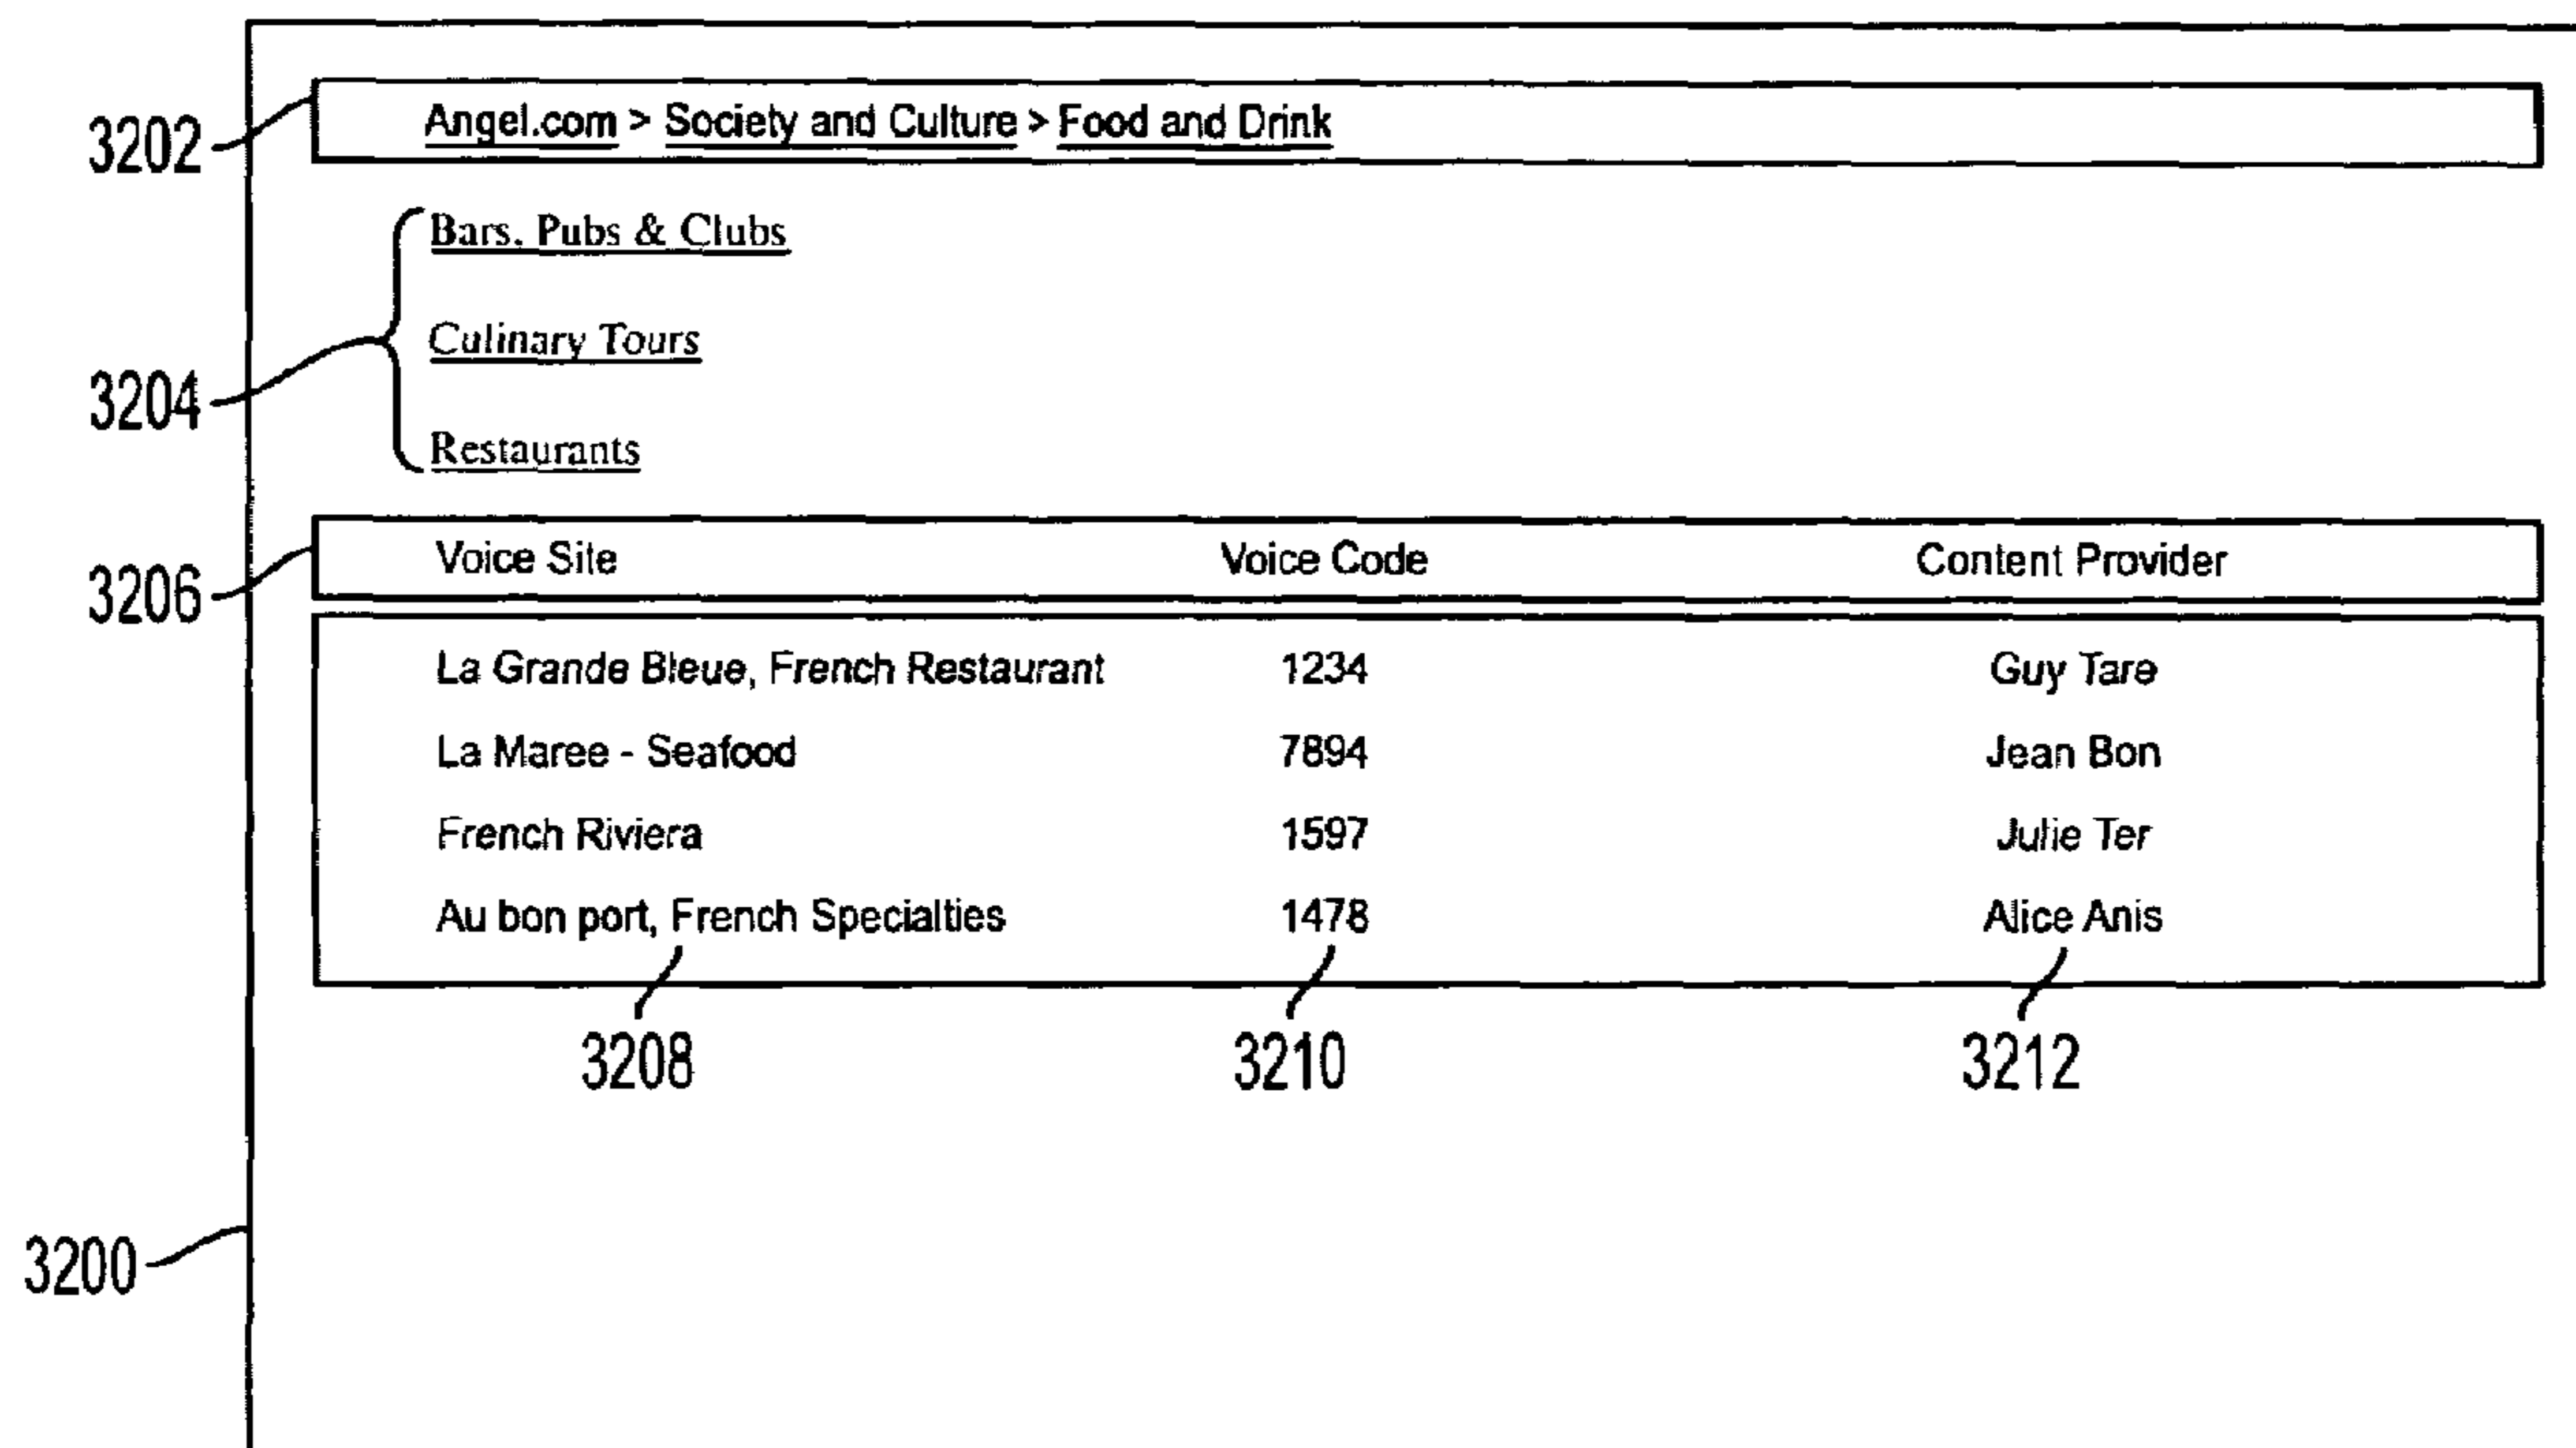 3202 Angel.com > Society and Culture > Food and Drink
Bars. Pubs & Clubs
3204 Culinary Tours
Restaurants
3206 Voice Site Voice Code Content Provider
La Grande Bleue, French Restaurant 1234 Guy Tare
La Maree - Seafood 7894 Jean Bon
French Riviera 1597 Julie Ter
Au bon port, French Specialties 1478 Alice Anis
3208 3210 3212
3200